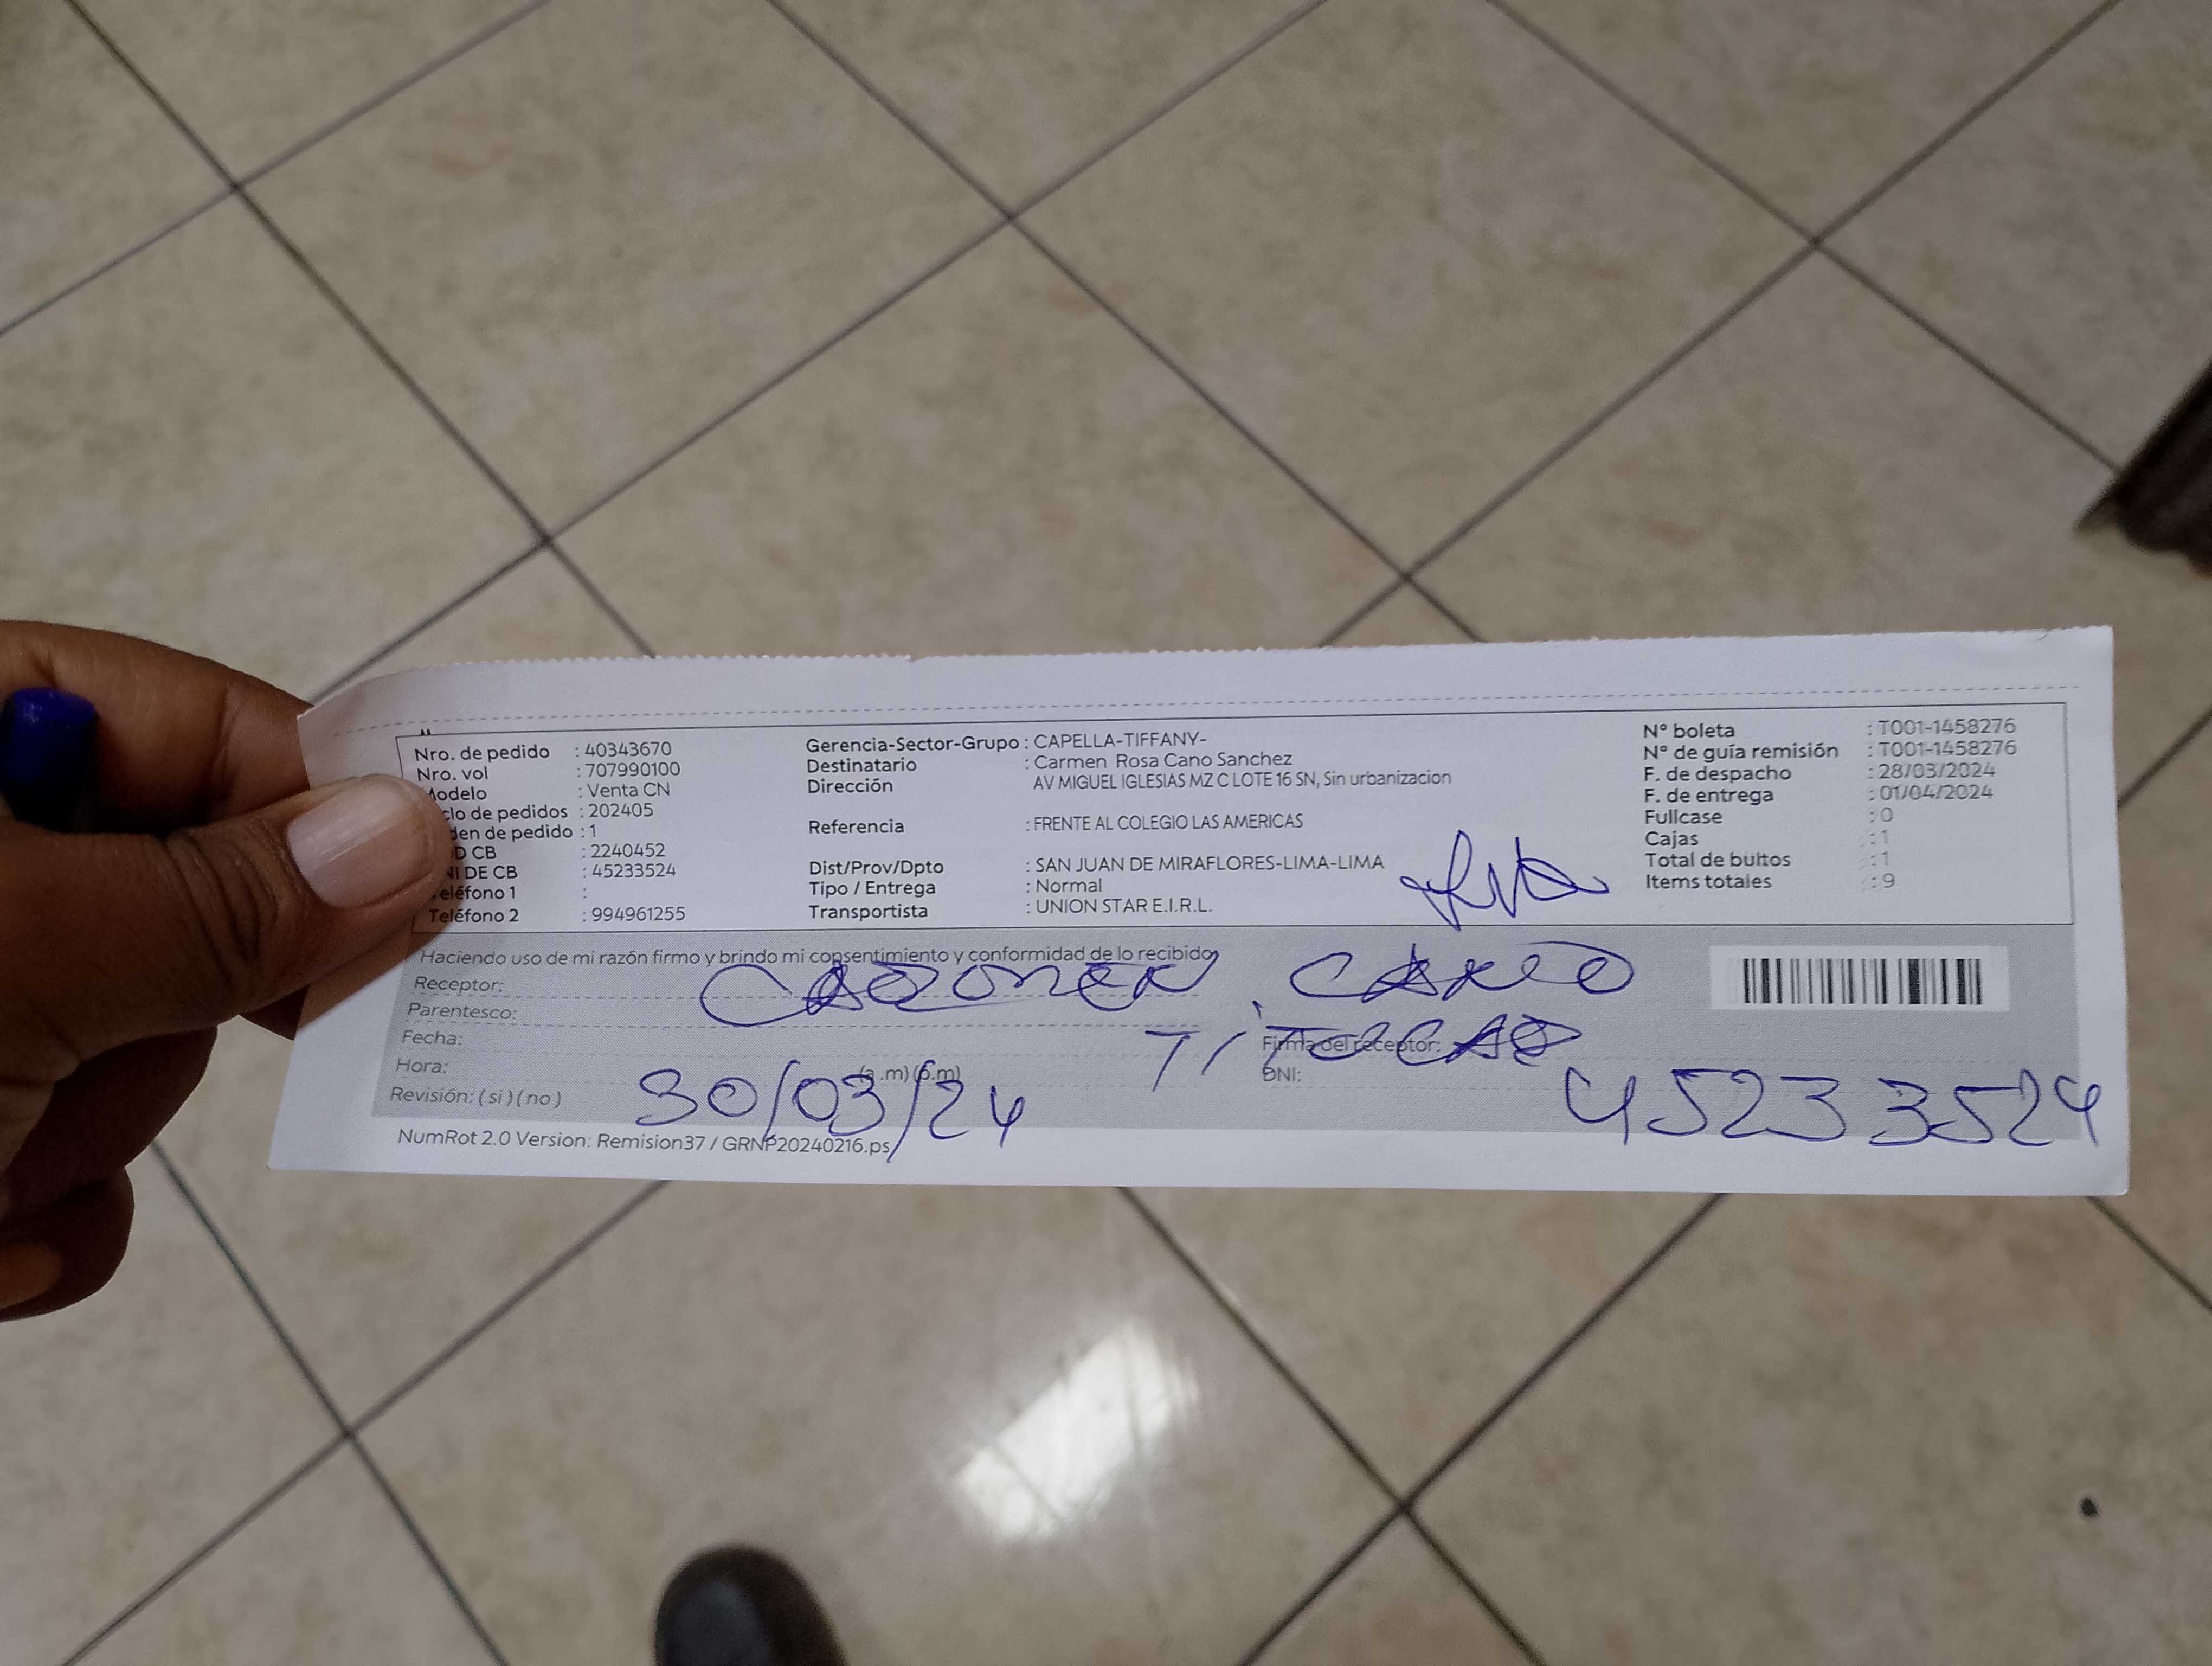 Nro. de pedido : 40343670
Nro. vol : 707990100
Modelo : Venta CN
clo de pedidos : 202405
den de pedido : 1
D CB : 2240452
NI DE CB : 45233524
Teléfono 1 :
Teléfono 2 : 994961255
Gerencia-Sector-Grupo : CAPELLA-TIFFANY-
Destinatario : Carmen Rosa Cano Sanchez
Dirección AV MIGUEL IGLESIAS MZ C LOTE 16 SN, Sin urbanizacion
Referencia : FRENTE AL COLEGIO LAS AMERICAS
Dist/Prov/Dpto : SAN JUAN DE MIRAFLORES-LIMA-LIMA
Tipo / Entrega : Normal
Transportista : UNION STAR E.I.R.L.
N° boleta : T001-1458276
N° de guía remisión : T001-1458276
F. de despacho : 28/03/2024
F. de entrega : 01/04/2024
Fullcase : 0
Cajas : 1
Total de bultos : 1
Items totales : 9
Haciendo uso de mi razón firmo y brindo mi consentimiento y conformidad de lo recibido
Receptor: CARMEN CANO
Parentesco: TITULAR
Fecha: Firma del receptor:
Hora: (a.m) (p.m) DNI:
30/03/24 45233524
Revisión: ( si ) ( no )
NumRot 2.0 Version: Remision37 / GRNP20240216.ps